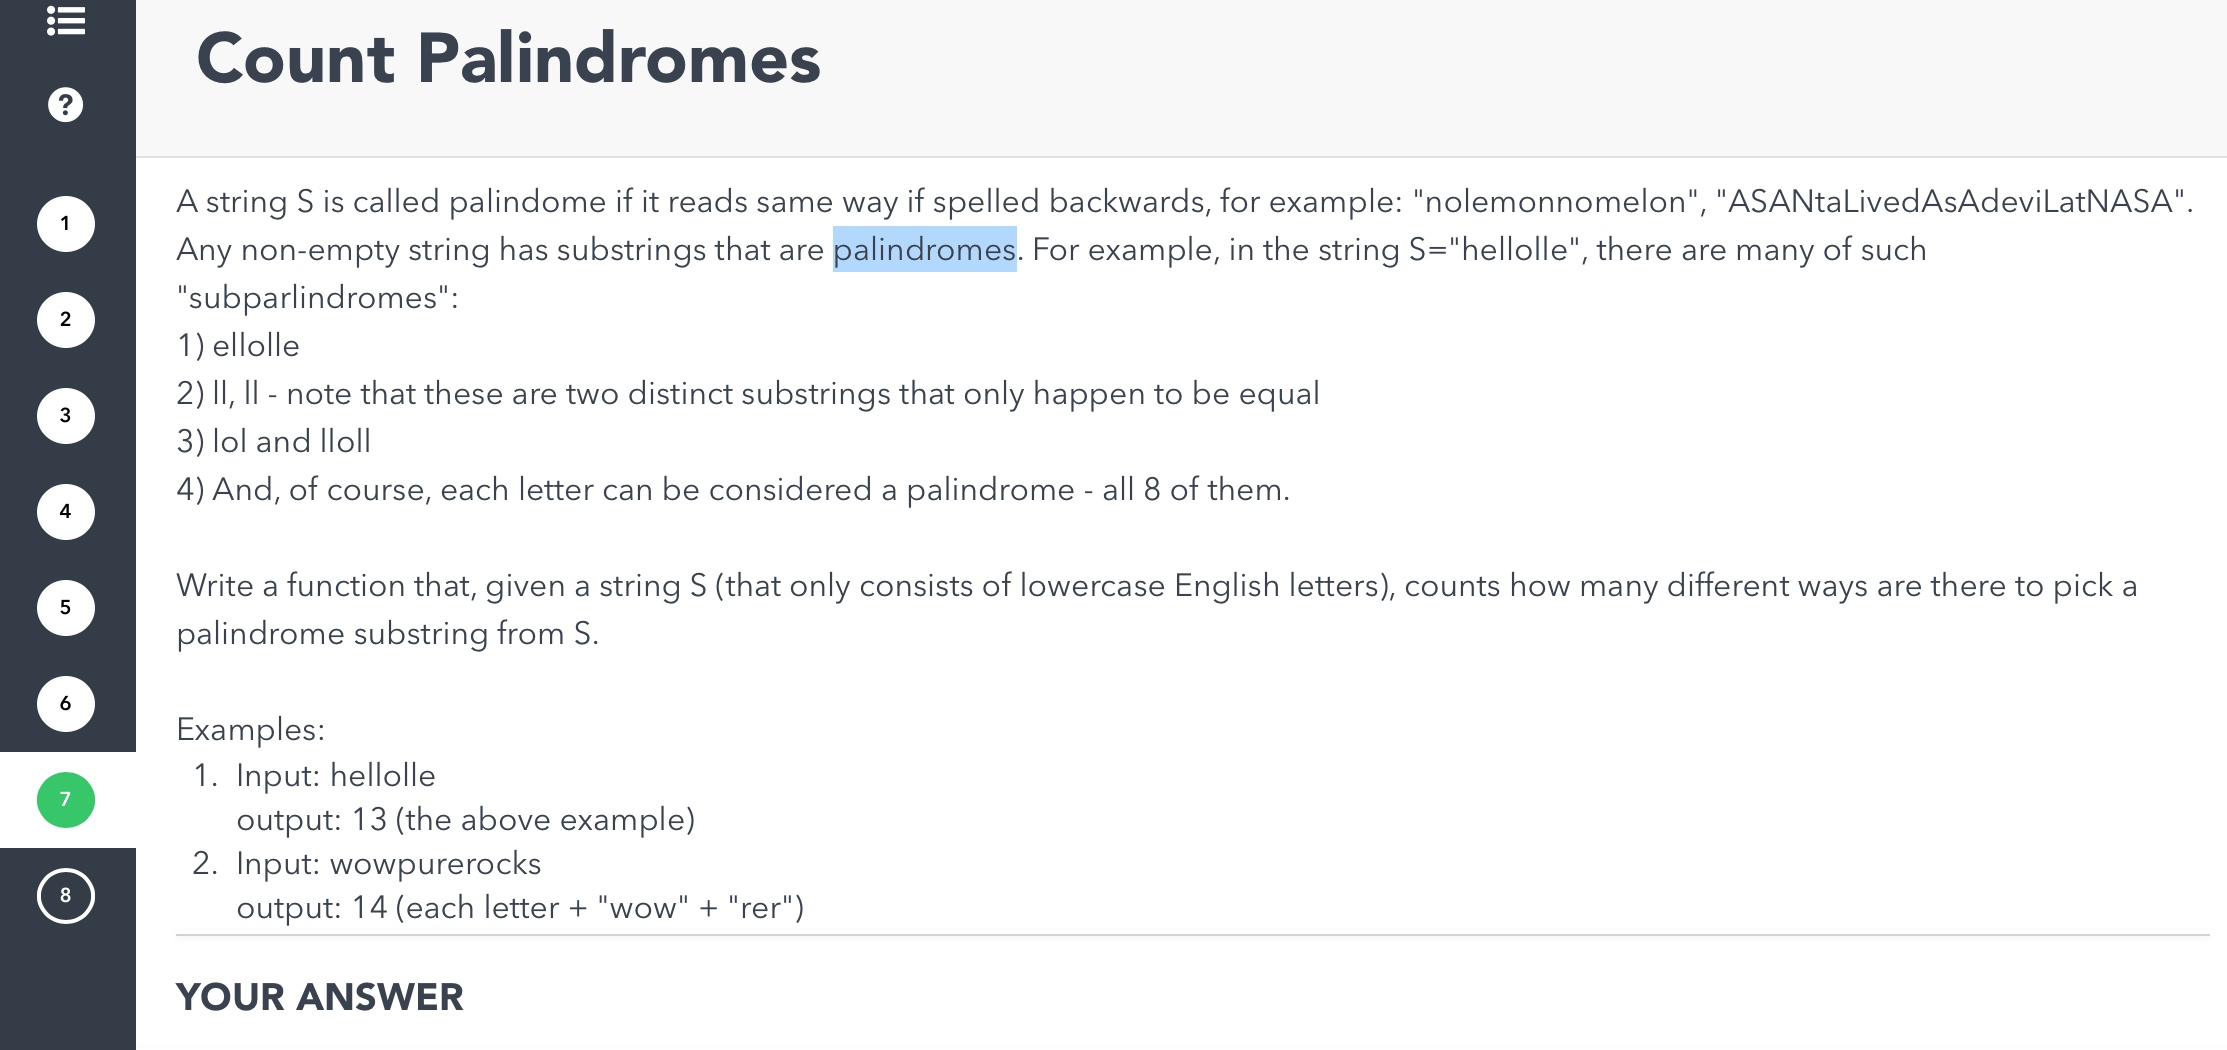 Count Palindromes
?
1
2
3
4
5
6
7
8
A string S is called palindome if it reads same way if spelled backwards, for example: "nolemonnomelon", "ASANtaLivedAsAdeviLatNASA".
Any non-empty string has substrings that are palindromes. For example, in the string S="hellolle", there are many of such
"subparlindromes":
1) ellolle
2) ll, ll - note that these are two distinct substrings that only happen to be equal
3) lol and lloll
4) And, of course, each letter can be considered a palindrome - all 8 of them.
Write a function that, given a string S (that only consists of lowercase English letters), counts how many different ways are there to pick a
palindrome substring from S.
Examples:
1. Input: hellolle
output: 13 (the above example)
2. Input: wowpurerocks
output: 14 (each letter + "wow" + "rer")
YOUR ANSWER